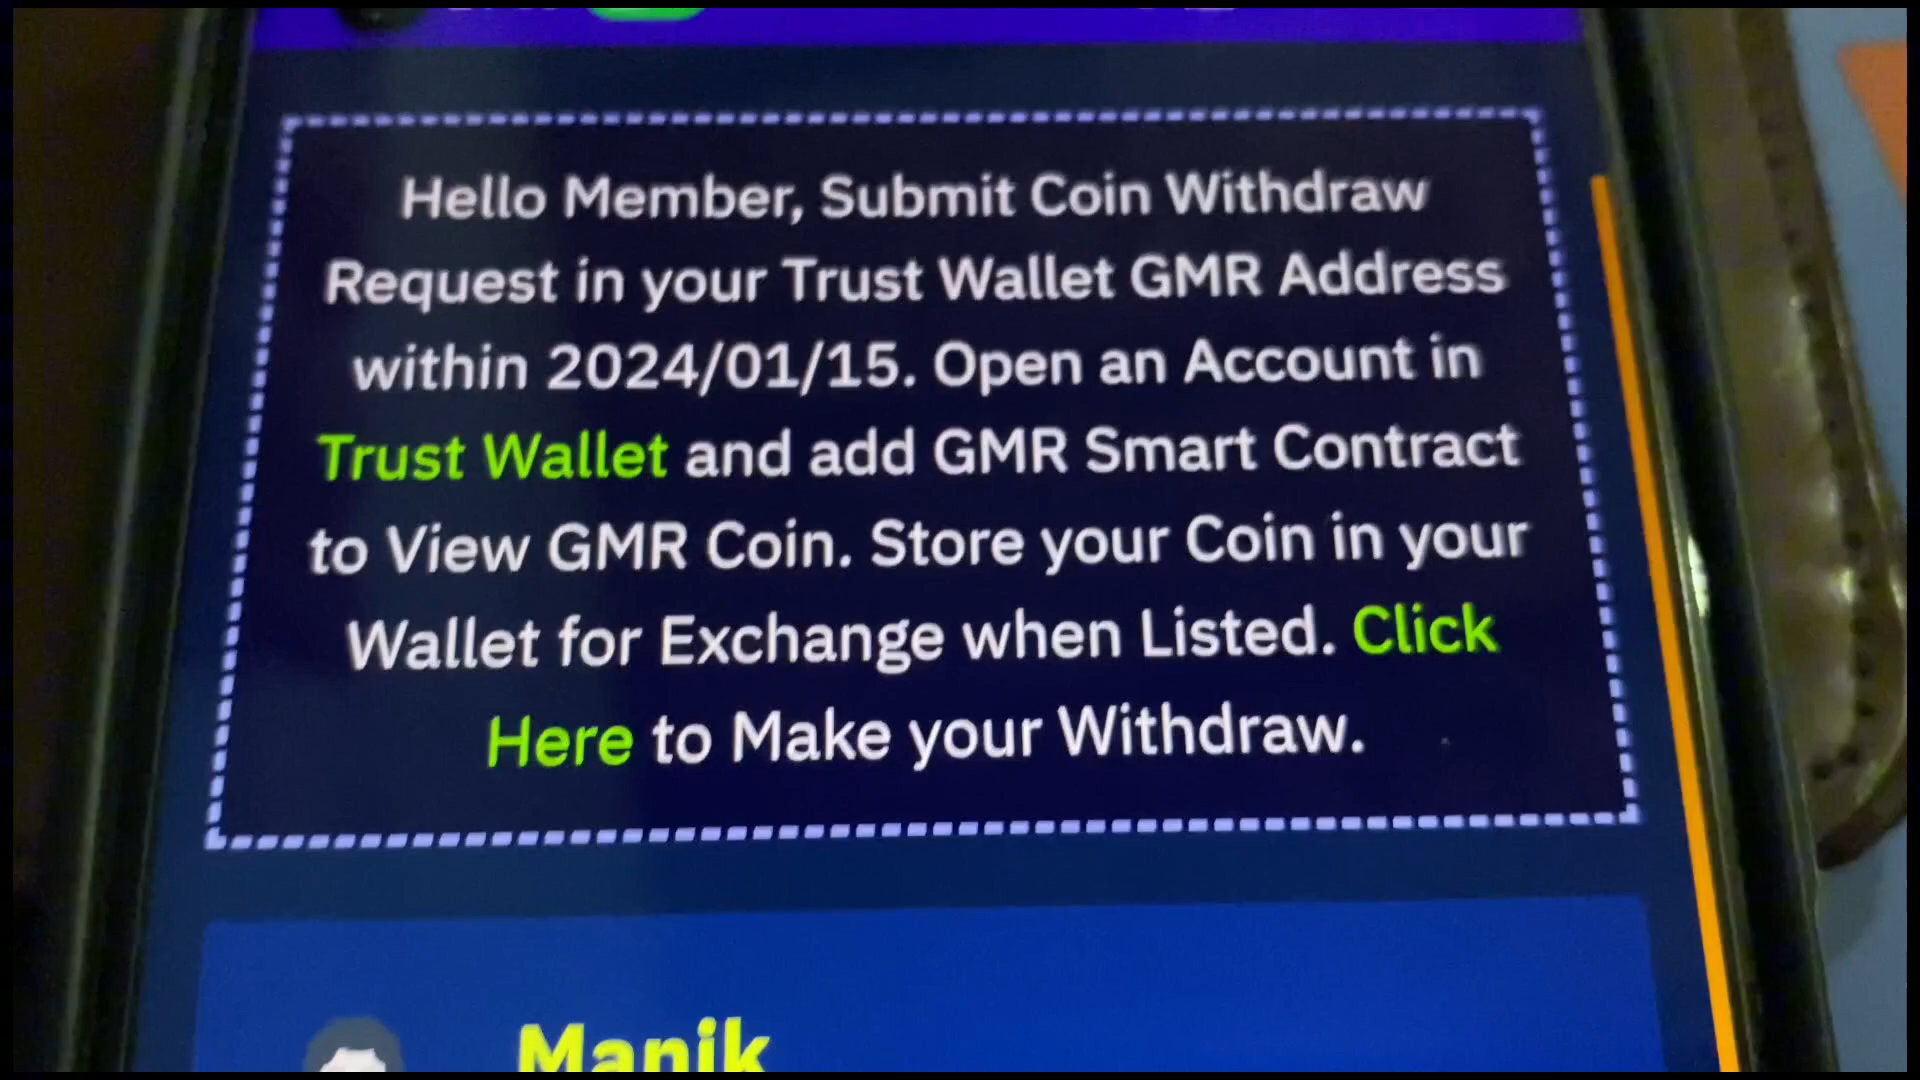 Hello Member, Submit Coin Withdraw
Request in your Trust Wallet GMR Address
within 2024/01/15. Open an Account in
Trust Wallet and add GMR Smart Contract
to View GMR Coin. Store your Coin in your
Wallet for Exchange when Listed. Click
Here to Make your Withdraw.
Manik